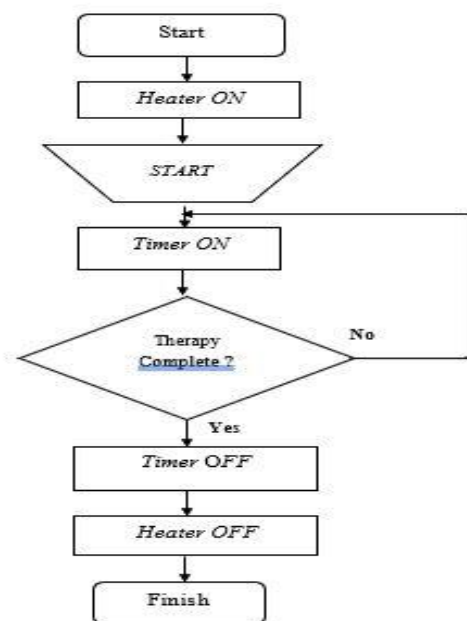 Start
Heater ON
START
Timer ON
Therapy
Complete ?
No
Yes
Timer OFF
Heater OFF
Finish